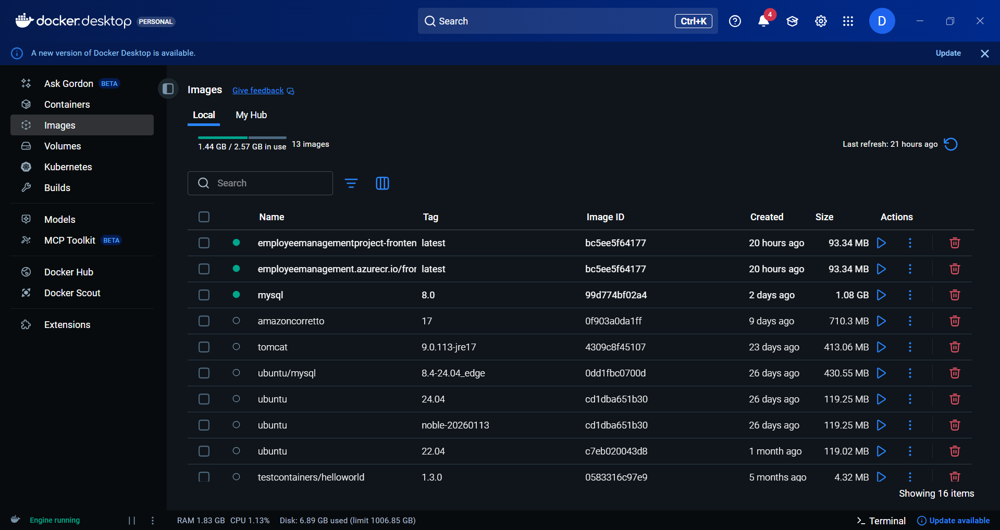 docker.desktop PERSONAL
Search Ctrl+K
4
D
A new version of Docker Desktop is available.
Update
Ask Gordon BETA
Containers
Images
Volumes
Kubernetes
Builds
Models
MCP Toolkit BETA
Docker Hub
Docker Scout
Extensions
Images Give feedback
Local My Hub
1.44 GB / 2.57 GB in use 13 images
Last refresh: 21 hours ago
Search
Name Tag Image ID Created Size Actions
employeemanagementproject-fronten latest bc5ee5f64177 20 hours ago 93.34 MB
employeemanagement.azurecr.io/fror latest bc5ee5f64177 20 hours ago 93.34 MB
mysql 8.0 99d774bf02a4 2 days ago 1.08 GB
amazoncorretto 17 0f903a0da1ff 9 days ago 710.3 MB
tomcat 9.0.113-jre17 4309c8f45107 23 days ago 413.06 MB
ubuntu/mysql 8.4-24.04_edge 0dd1fbc0700d 26 days ago 430.55 MB
ubuntu 24.04 cd1dba651b30 26 days ago 119.25 MB
ubuntu noble-20260113 cd1dba651b30 26 days ago 119.25 MB
ubuntu 22.04 c7eb020043d8 1 month ago 119.02 MB
testcontainers/helloworld 1.3.0 0583316c97e9 5 months ago 4.32 MB
Showing 16 items
Engine running
RAM 1.83 GB CPU 1.13% Disk: 6.89 GB used (limit 1006.85 GB)
Terminal Update available